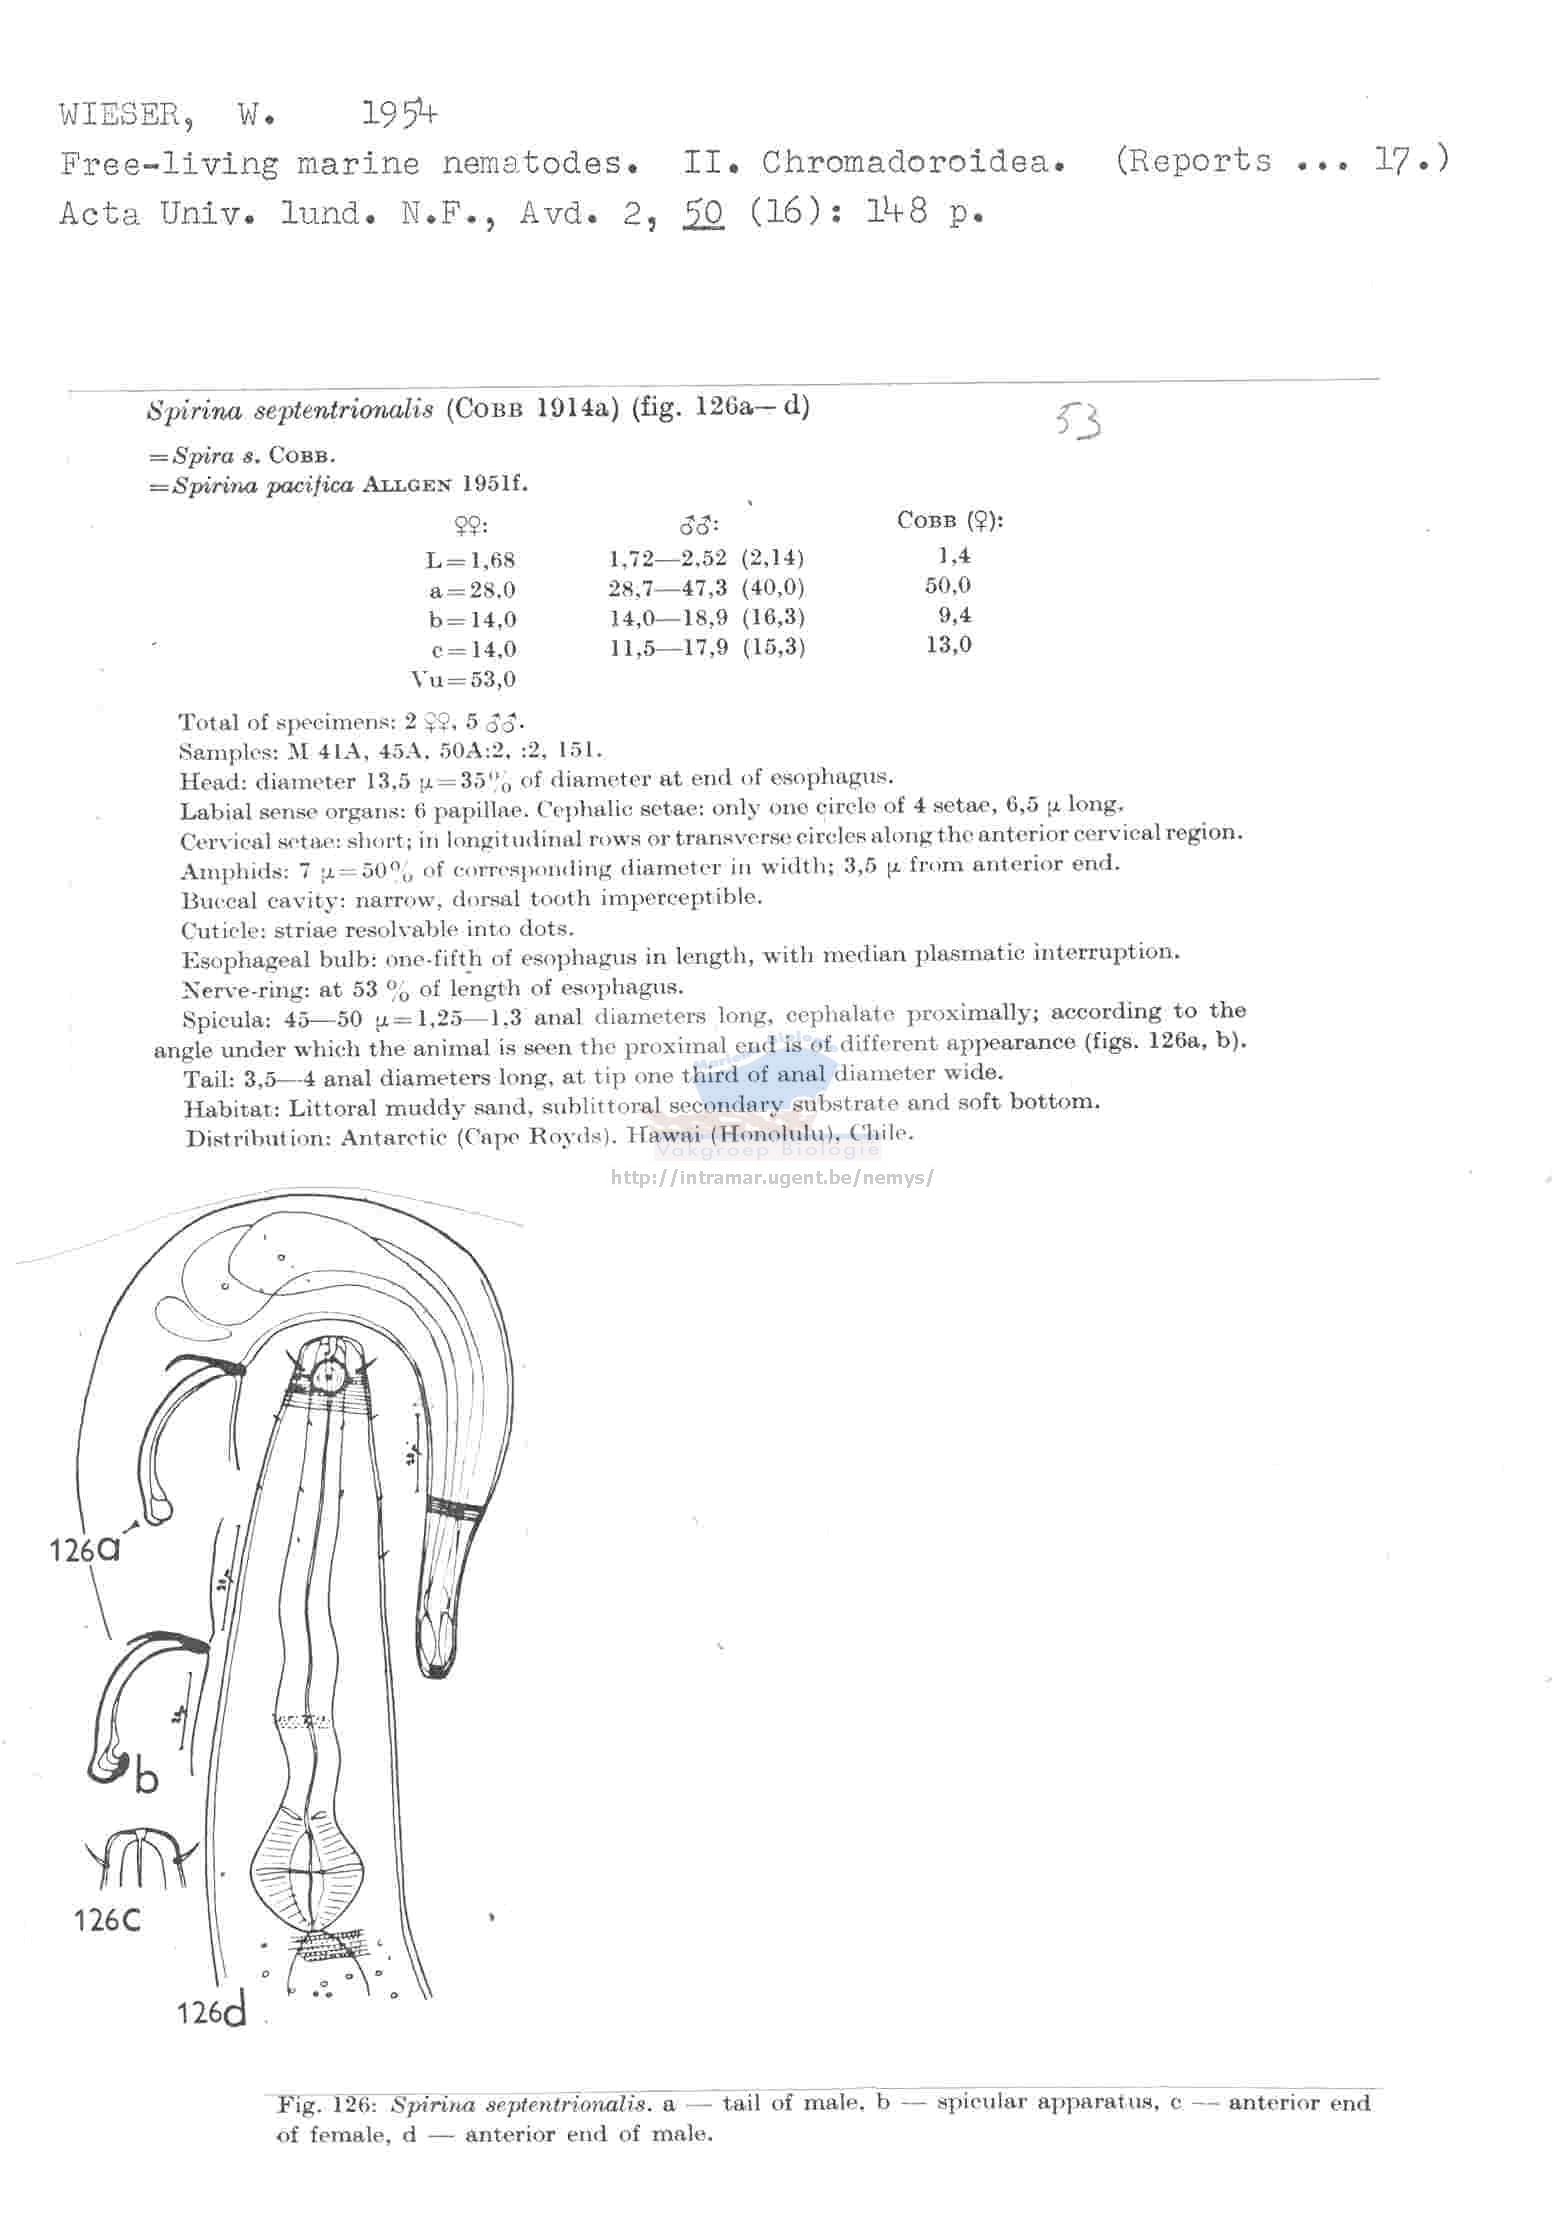 WIESER, W. 1954
Free-living marine nematodes. II. Chromadoroidea. (Reports ... 17.)
Acta Univ. lund. N.F., Avd. 2, 50 (16): 148 p.
Spirina septentrionalis (COBB 1914a) (fig. 126a—d)
53
=Spira s. COBB.
=Spirina pacifica ALLGEN 1951f.
♀♀: ♂♂: COBB (♀):
L=1,68 1,72—2,52 (2,14) 1,4
a=28,0 28,7—47,3 (40,0) 50,0
b=14,0 14,0—18,9 (16,3) 9,4
c=14,0 11,5—17,9 (15,3) 13,0
Vu=53,0
Total of specimens: 2 ♀♀, 5 ♂♂.
Samples: M 41A, 45A, 50A:2, :2, 151.
Head: diameter 13,5 μ=35% of diameter at end of esophagus.
Labial sense organs: 6 papillae. Cephalic setae: only one circle of 4 setae, 6,5 μ long.
Cervical setae: short; in longitudinal rows or transverse circles along the anterior cervical region.
Amphids: 7 μ=50% of corresponding diameter in width; 3,5 μ from anterior end.
Buccal cavity: narrow, dorsal tooth imperceptible.
Cuticle: striae resolvable into dots.
Esophageal bulb: one-fifth of esophagus in length, with median plasmatic interruption.
Nerve-ring: at 53 % of length of esophagus.
Spicula: 45—50 μ=1,25—1,3 anal diameters long, cephalate proximally; according to the
angle under which the animal is seen the proximal end is of different appearance (figs. 126a, b).
Tail: 3,5—4 anal diameters long, at tip one third of anal diameter wide.
Habitat: Littoral muddy sand, sublittoral secondary substrate and soft bottom.
Distribution: Antarctic (Cape Royds), Hawai (Honolulu), Chile.
Mariene Biologie
Vakgroep Biologie
http://intramar.ugent.be/nemys/
20μ
126a
20μ
20μ
b
126c
126d
Fig. 126: Spirina septentrionalis. a — tail of male, b — spicular apparatus, c — anterior end
of female, d — anterior end of male.